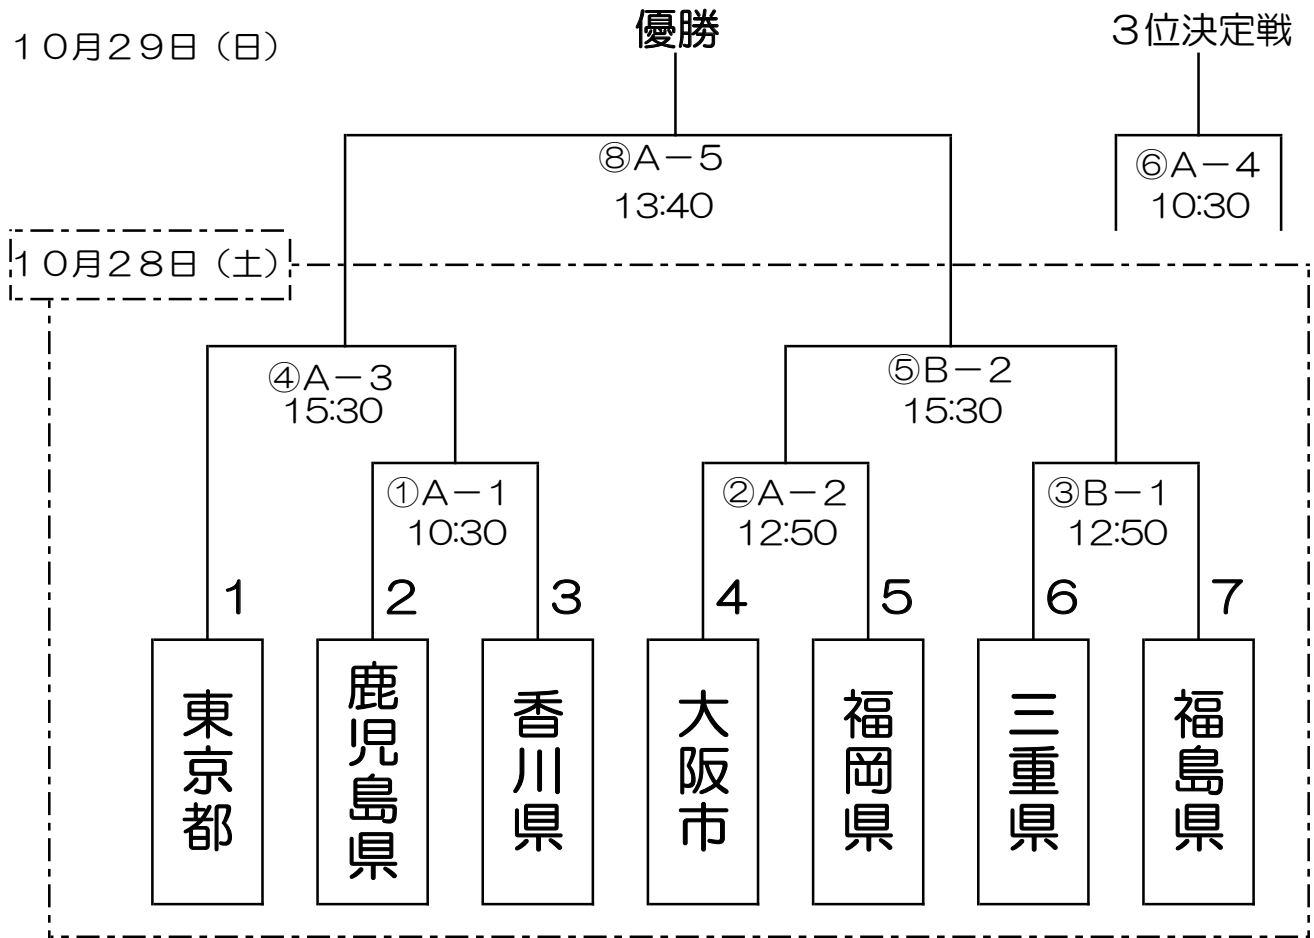 10月29日（日）
優勝
3位決定戦
⑧A－5
13:40
⑥A－4
10:30
10月28日（土）
④A－3
15:30
⑤B－2
15:30
①A－1
10:30
②A－2
12:50
③B－1
12:50
1
2
3
4
5
6
7
東京都
鹿児島県
香川県
大阪市
福岡県
三重県
福島県